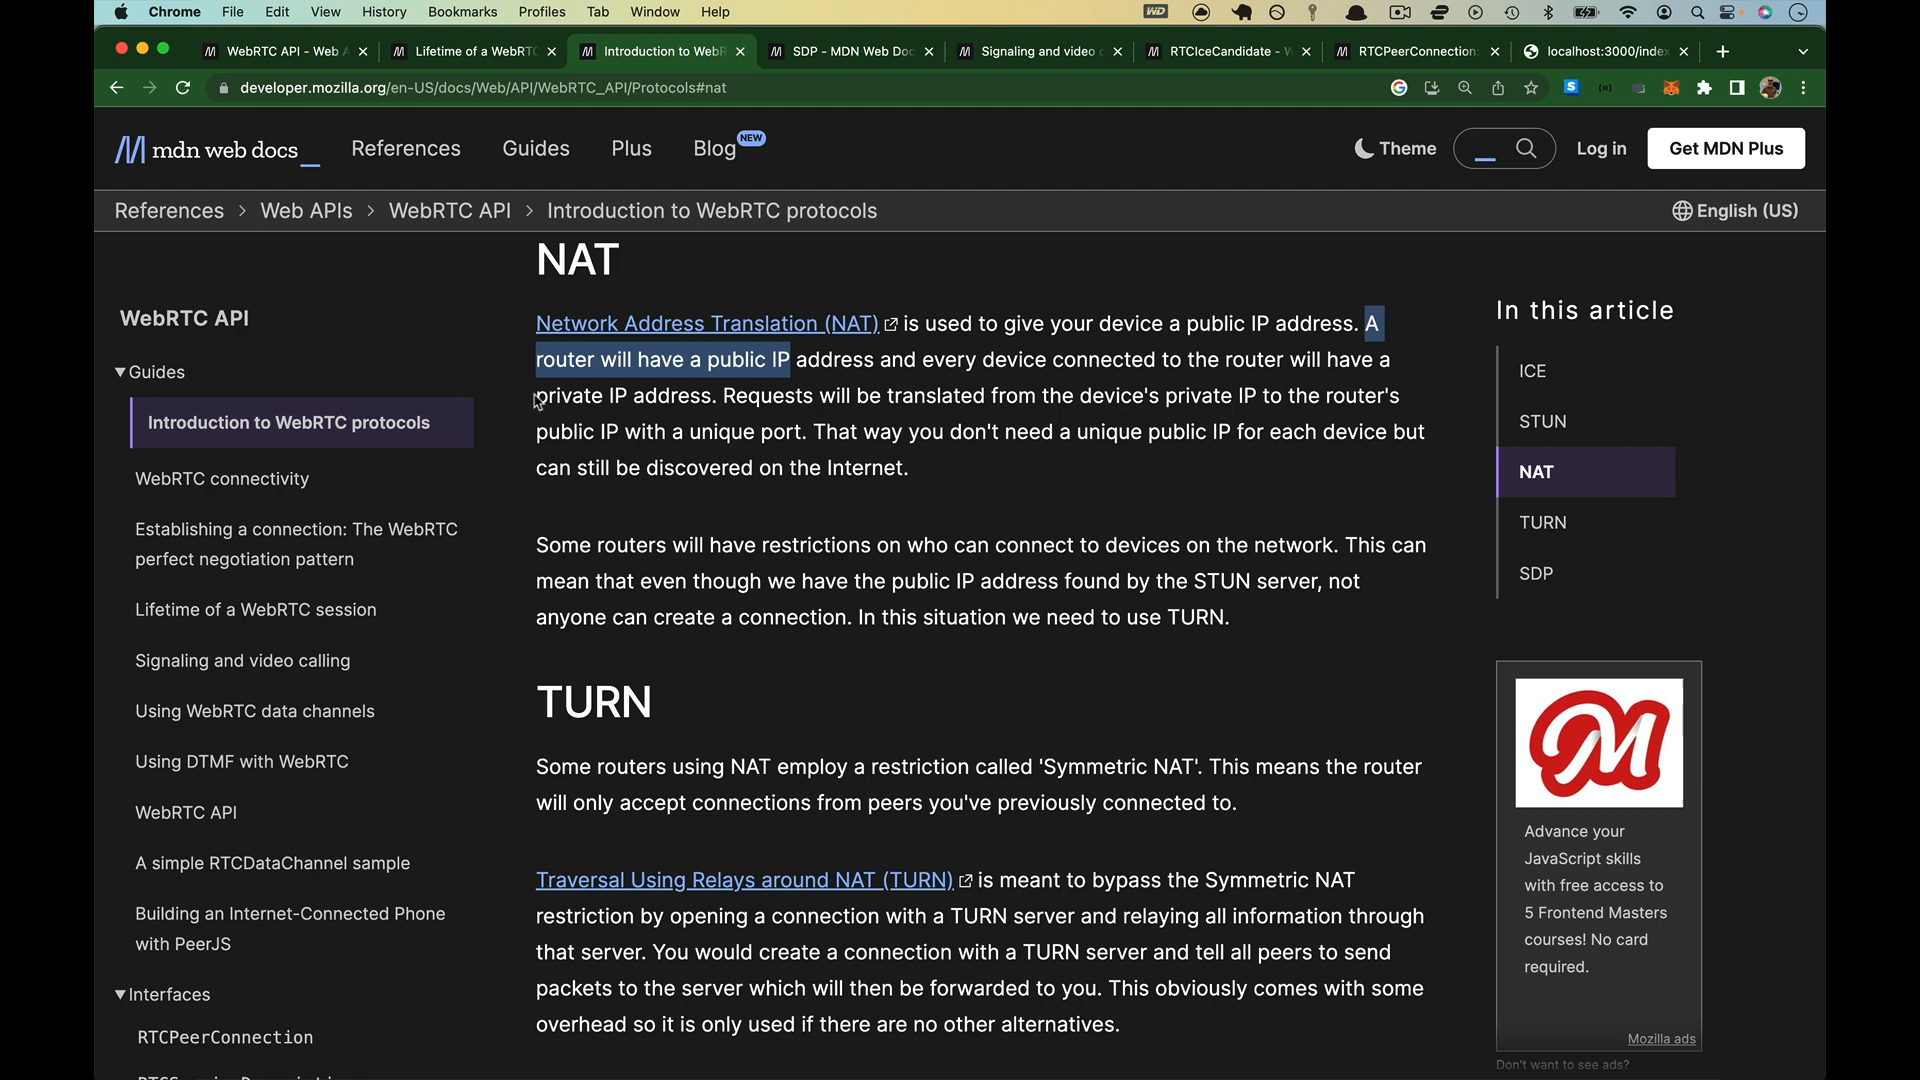 Chrome File Edit View History Bookmarks Profiles Tab Window Help
WebRTC API - Web A
Lifetime of a WebRTC
Introduction to WebR
SDP - MDN Web Doc
Signaling and video c
RTCIceCandidate - W
RTCPeerConnection:
localhost:3000/index
developer.mozilla.org/en-US/docs/Web/API/WebRTC_API/Protocols#nat
mdn web docs_
References
Guides
Plus
Blog
NEW
Theme
Log in
Get MDN Plus
References > Web APIs > WebRTC API > Introduction to WebRTC protocols
English (US)
WebRTC API
Guides
Introduction to WebRTC protocols
WebRTC connectivity
Establishing a connection: The WebRTC
perfect negotiation pattern
Lifetime of a WebRTC session
Signaling and video calling
Using WebRTC data channels
Using DTMF with WebRTC
WebRTC API
A simple RTCDataChannel sample
Building an Internet-Connected Phone
with PeerJS
Interfaces
RTCPeerConnection
NAT
Network Address Translation (NAT) is used to give your device a public IP address. A
router will have a public IP address and every device connected to the router will have a
private IP address. Requests will be translated from the device's private IP to the router's
public IP with a unique port. That way you don't need a unique public IP for each device but
can still be discovered on the Internet.
Some routers will have restrictions on who can connect to devices on the network. This can
mean that even though we have the public IP address found by the STUN server, not
anyone can create a connection. In this situation we need to use TURN.
TURN
Some routers using NAT employ a restriction called 'Symmetric NAT'. This means the router
will only accept connections from peers you've previously connected to.
Traversal Using Relays around NAT (TURN) is meant to bypass the Symmetric NAT
restriction by opening a connection with a TURN server and relaying all information through
that server. You would create a connection with a TURN server and tell all peers to send
packets to the server which will then be forwarded to you. This obviously comes with some
overhead so it is only used if there are no other alternatives.
In this article
ICE
STUN
NAT
TURN
SDP
Advance your
JavaScript skills
with free access to
5 Frontend Masters
courses! No card
required.
Mozilla ads
Don't want to see ads?